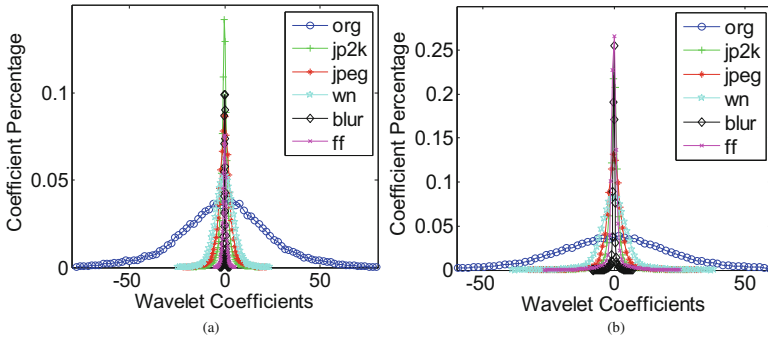 Coefficient Percentage
0.1
0.05
0
-50
0
50
Wavelet Coefficients
org
jp2k
jpeg
wn
blur
ff
(a)
Coefficient Percentage
0.25
0.2
0.15
0.1
0.05
0
-50
0
50
Wavelet Coefficients
org
jp2k
jpeg
wn
blur
ff
(b)